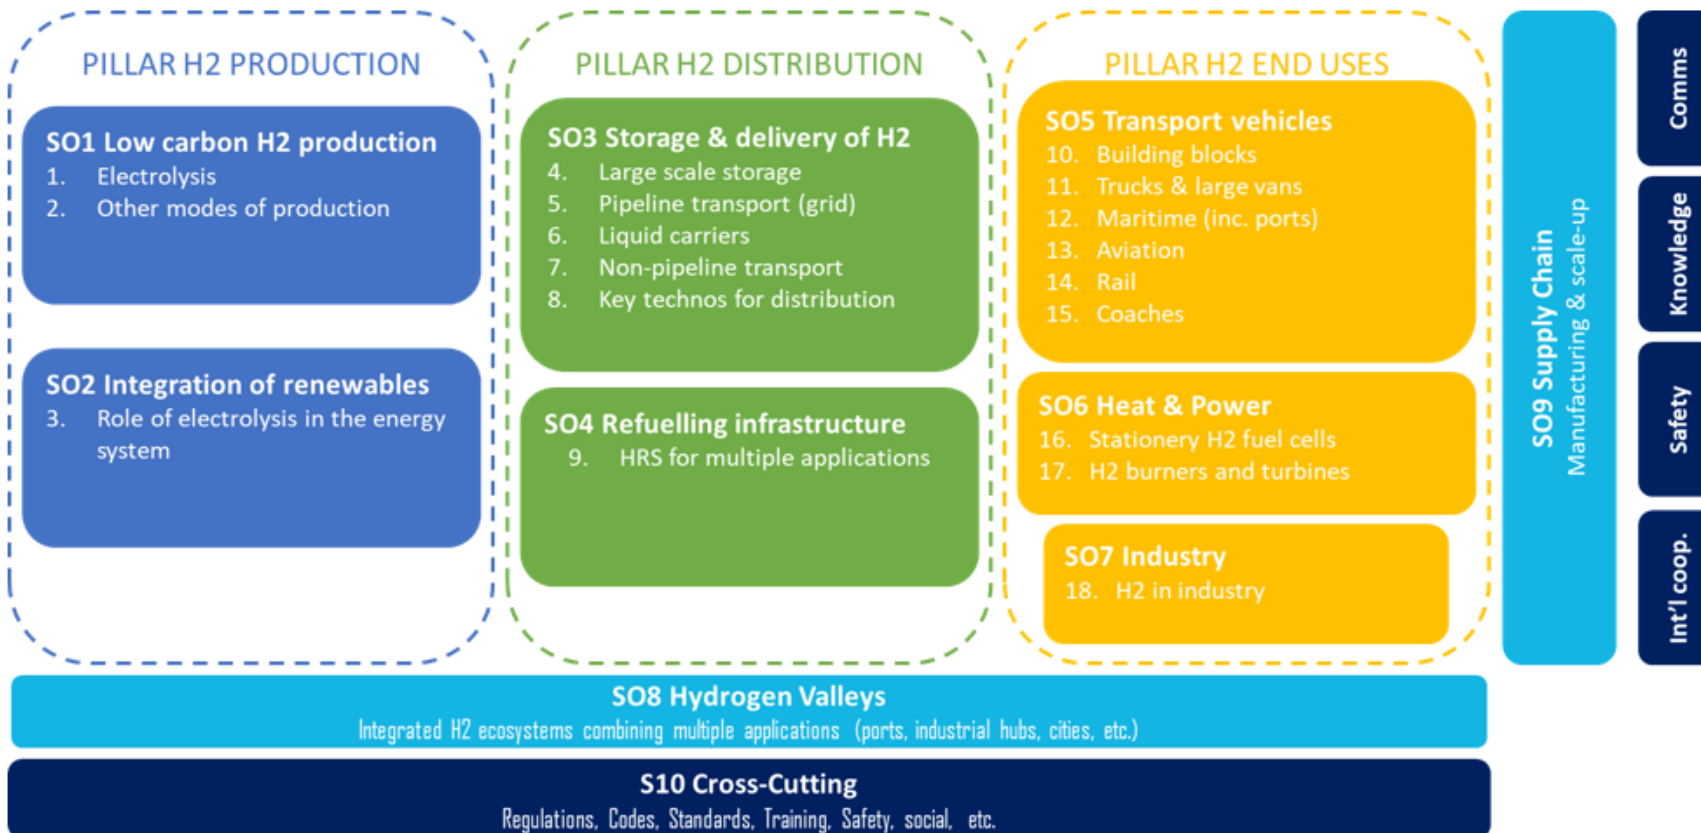 PILLAR H2 PRODUCTION
SO1 Low carbon H2 production
1. Electrolysis
2. Other modes of production
SO2 Integration of renewables
3. Role of electrolysis in the energy
system
PILLAR H2 DISTRIBUTION
SO3 Storage & delivery of H2
4. Large scale storage
5. Pipeline transport (grid)
6. Liquid carriers
7. Non-pipeline transport
8. Key technos for distribution
SO4 Refuelling infrastructure
9. HRS for multiple applications
PILLAR H2 END USES
SO5 Transport vehicles
10. Building blocks
11. Trucks & large vans
12. Maritime (inc. ports)
13. Aviation
14. Rail
15. Coaches
SO6 Heat & Power
16. Stationery H2 fuel cells
17. H2 burners and turbines
SO7 Industry
18. H2 in industry
SO9 Supply Chain
Manufacturing & scale-up
Comms
Knowledge
Safety
Int'l coop.
SO8 Hydrogen Valleys
Integrated H2 ecosystems combining multiple applications (ports, industrial hubs, cities, etc.)
S10 Cross-Cutting
Regulations, Codes, Standards, Training, Safety, social, etc.